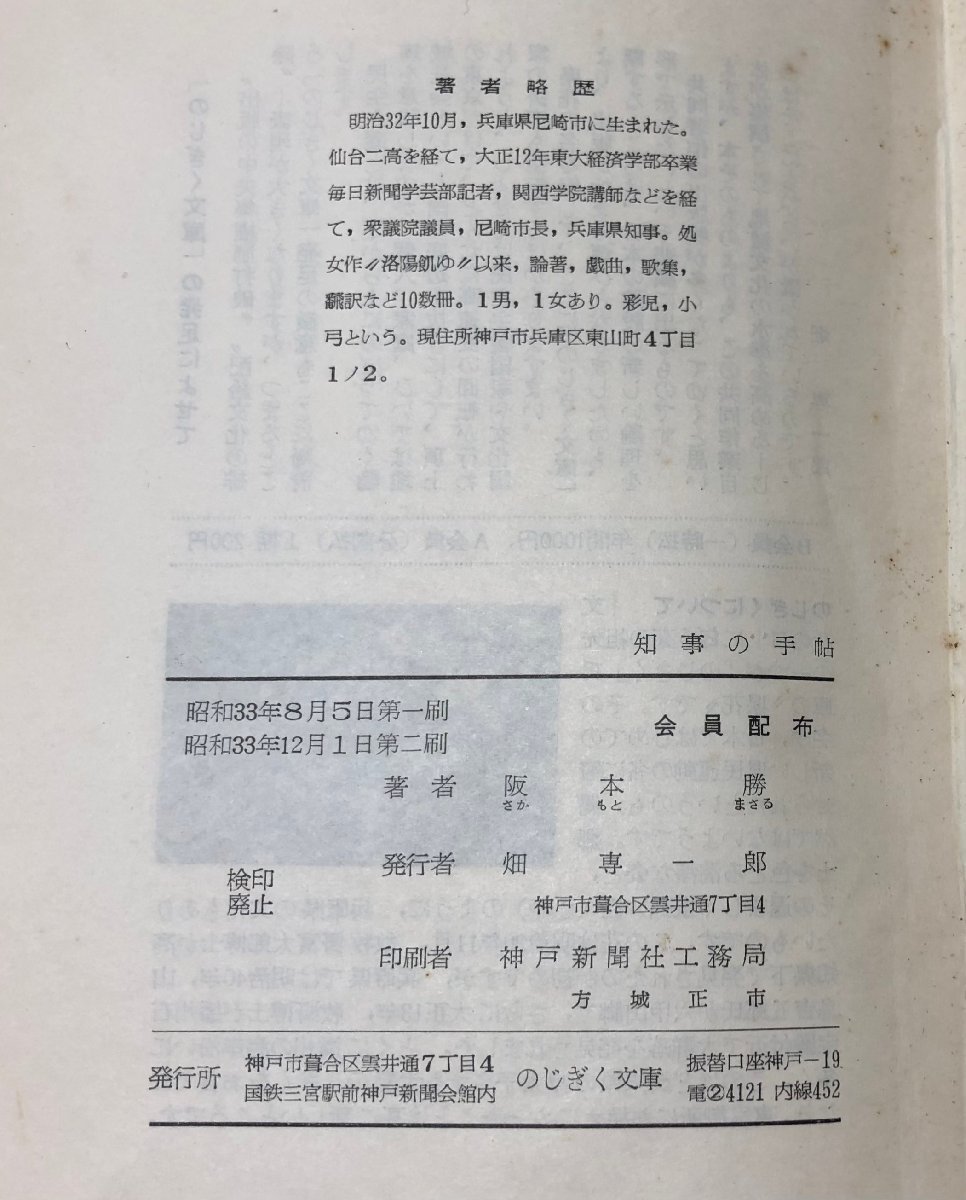 著者略歴
明治32年10月，兵庫県尼崎市に生まれた。
仙台二高を経て，大正12年東大経済学部卒業
毎日新聞学芸部記者，関西学院講師などを経
て，衆議院議員，尼崎市長，兵庫県知事。処
女作〃洛陽飢ゆ〃以来，論著，戯曲，歌集，
飜訳など10数冊。1男，1女あり。彩児，小
弓という。現住所神戸市兵庫区東山町4丁目
1ノ2。
知事の手帖
昭和33年8月5日第一刷
昭和33年12月1日第二刷
会員配布
著者 阪本勝
さか もと まさる
発行者 畑専一郎
検印
廃止
神戸市葺合区雲井通7丁目4
印刷者 神戸新聞社工務局
方城正市
発行所
神戸市葺合区雲井通7丁目4
国鉄三宮駅前神戸新聞会館内
のじぎく文庫
振替口座神戸－19
電②4121 内線452